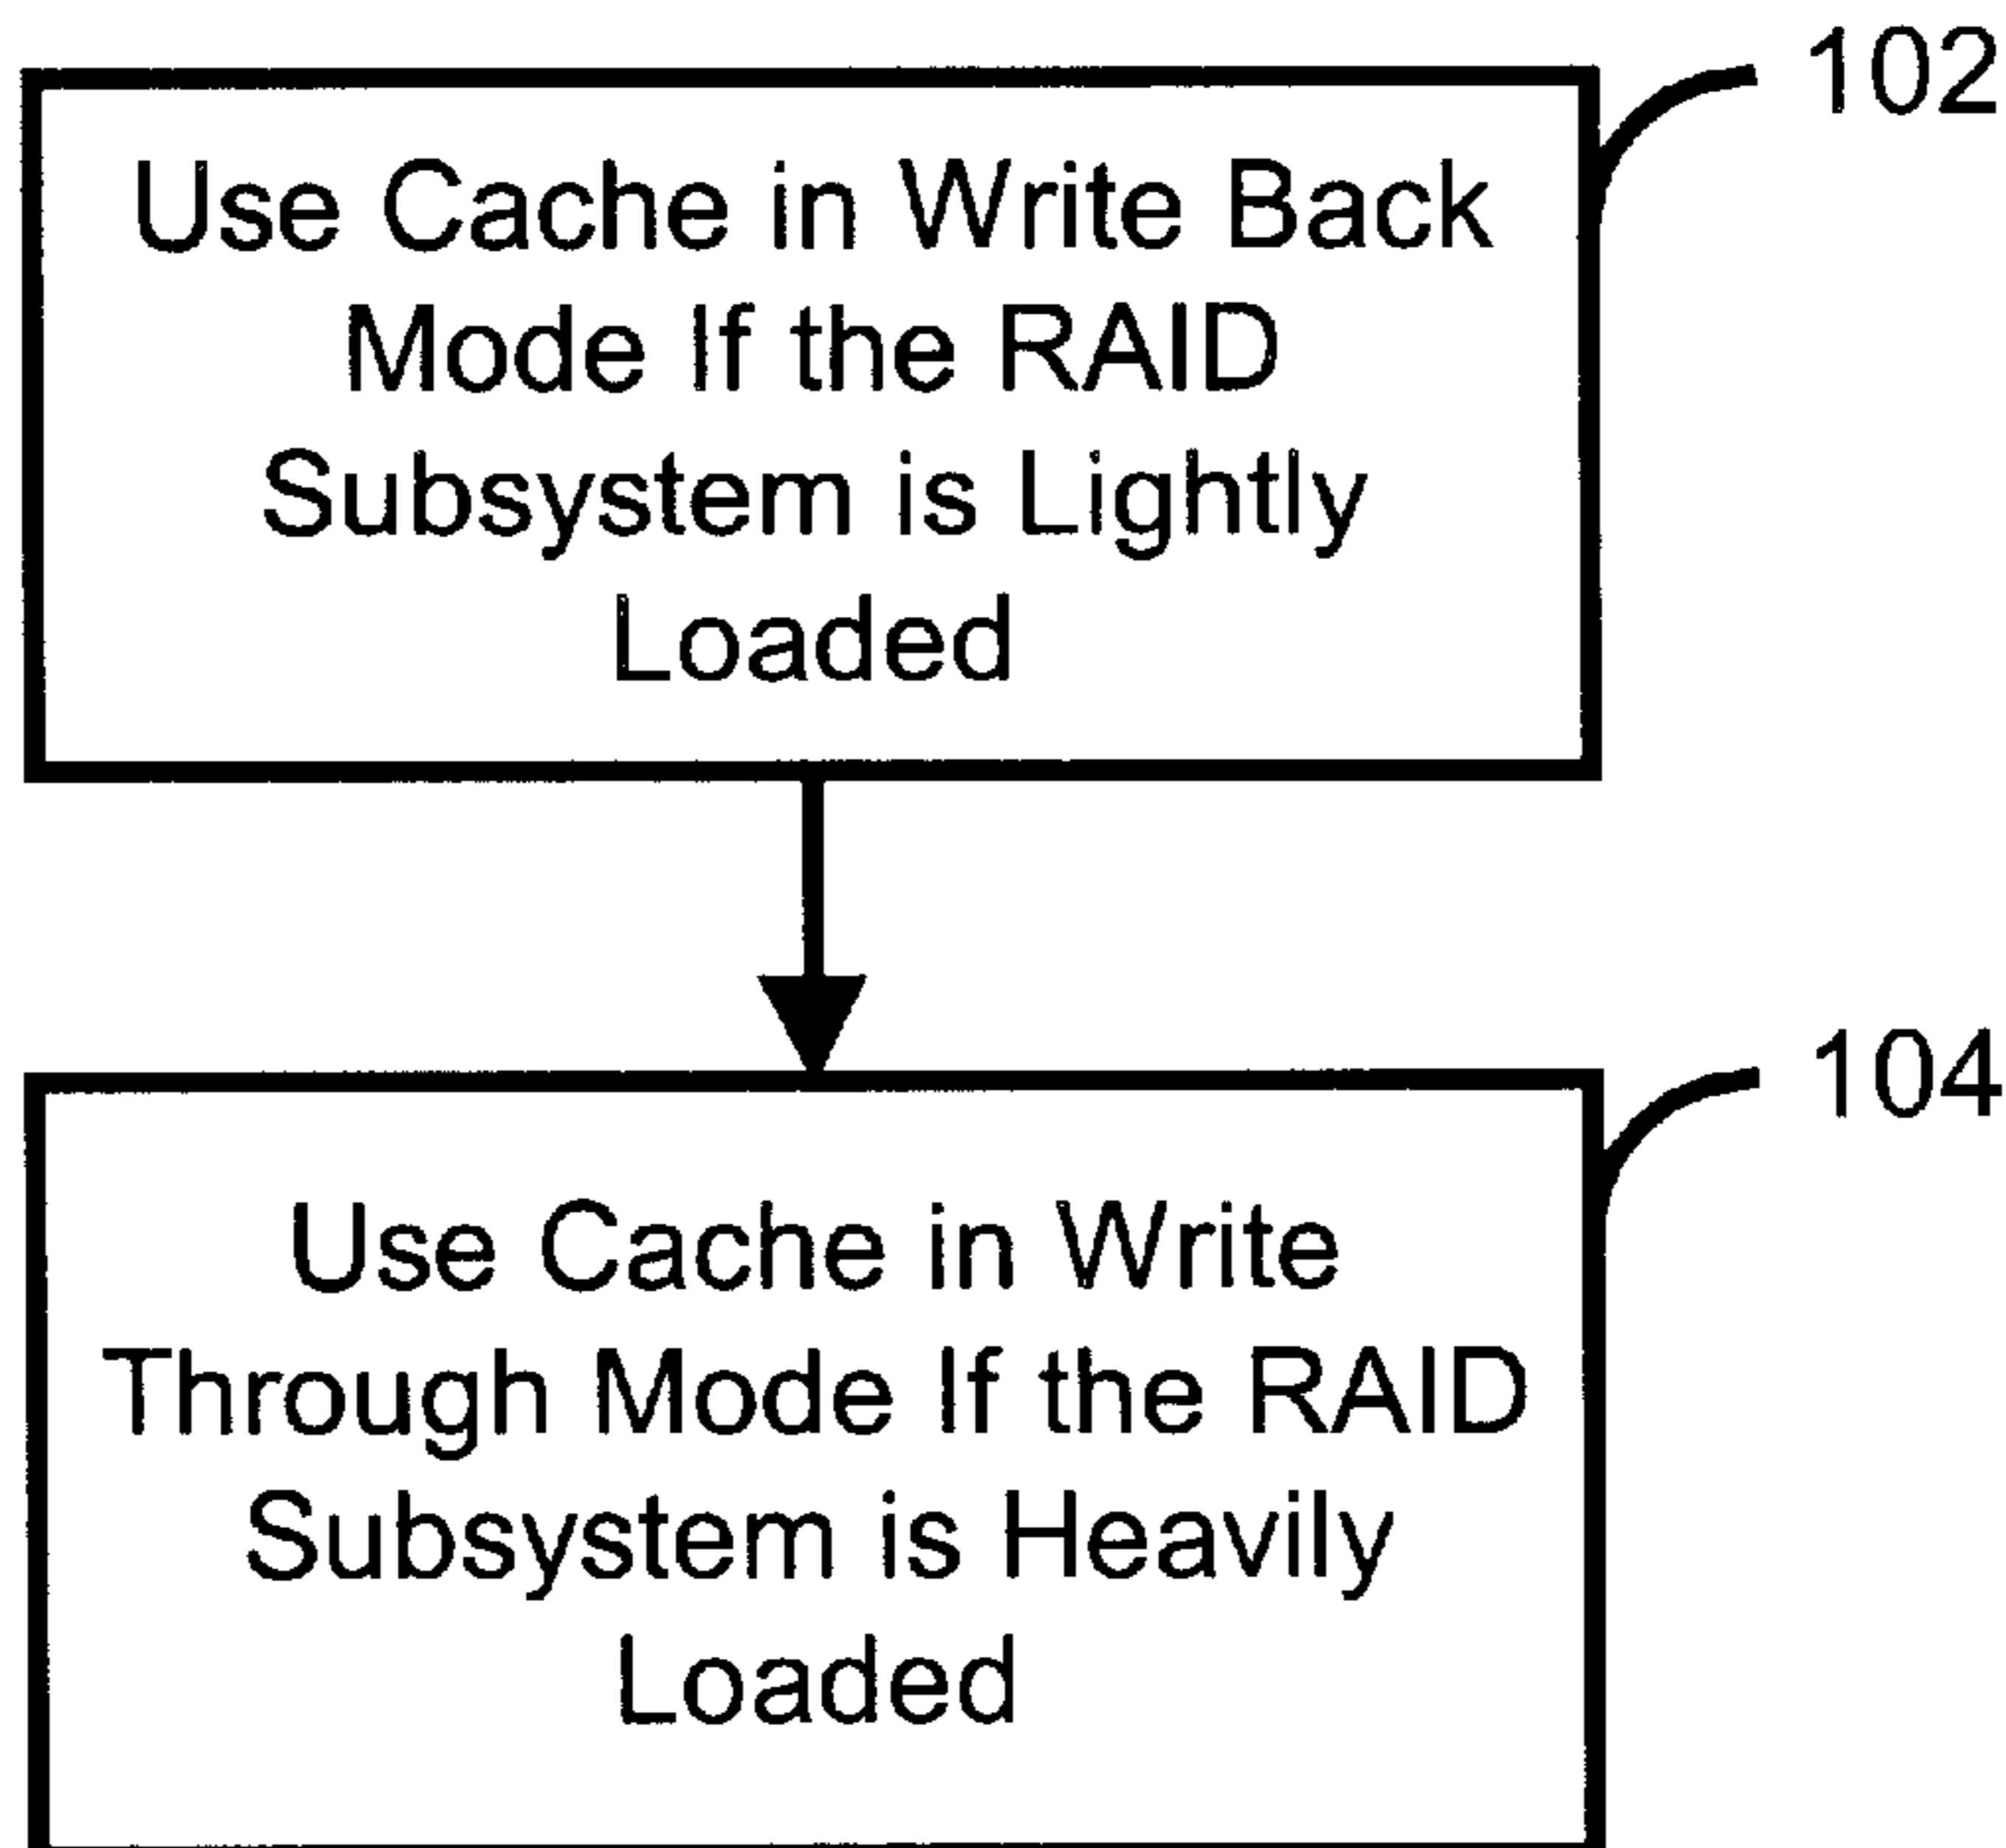 102
Use Cache in Write Back
Mode If the RAID
Subsystem is Lightly
Loaded
104
Use Cache in Write
Through Mode If the RAID
Subsystem is Heavily
Loaded